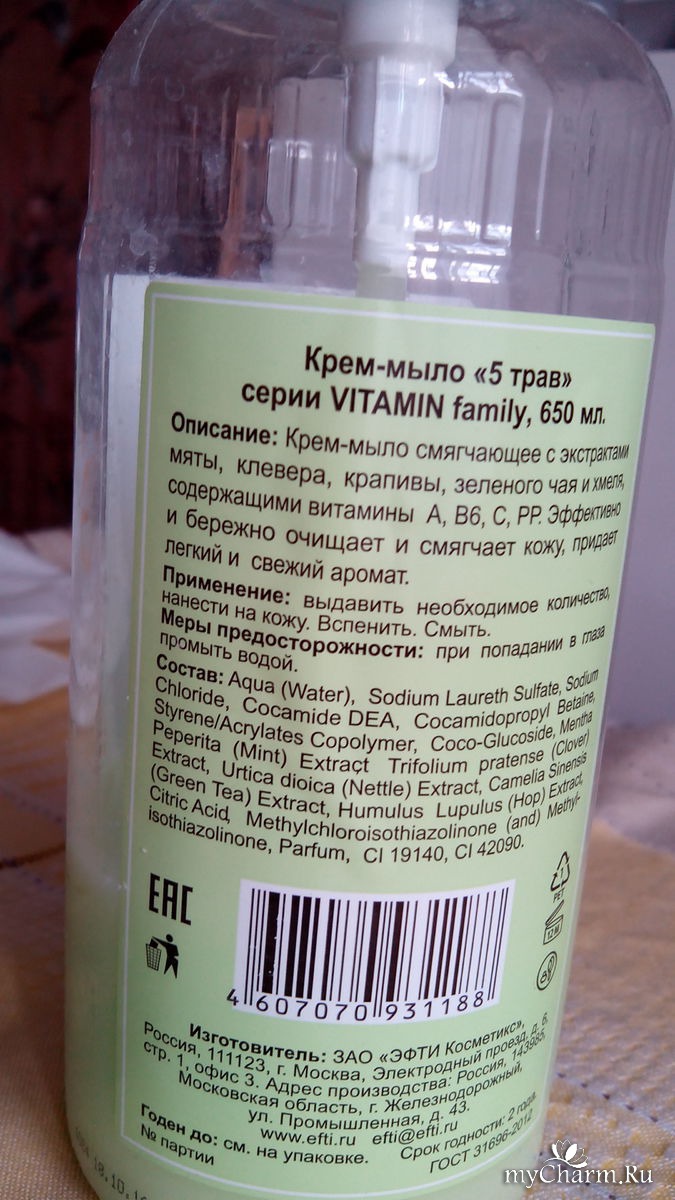 Крем-мыло «5 трав»
серии VITAMIN family, 650 мл.
Описание: Крем-мыло смягчающее с экстрактами
мяты, клевера, крапивы, зеленого чая и хмеля,
содержащими витамины А, В6, С, РР. Эффективно
и бережно очищает и смягчает кожу, придает
легкий и свежий аромат.
Применение: выдавить необходимое количество,
нанести на кожу. Вспенить. Смыть.
Меры предосторожности: при попадании в глаза
промыть водой.
Состав: Aqua (Water), Sodium Laureth Sulfate, Sodium
Chloride, Cocamide DEA, Cocamidopropyl Betaine,
Styrene/Acrylates Copolymer, Coco-Glucoside, Mentha
Peperita (Mint) Extract, Trifolium pratense (Clover)
Extract, Urtica dioica (Nettle) Extract, Camelia Sinensis
(Green Tea) Extract, Humulus Lupulus (Hop) Extract,
Citric Acid, Methylchloroisothiazolinone (and) Methyl-
isothiazolinone, Parfum, CI 19140, CI 42090.
EAC
1
PET
12 M
4 607070 931188
Изготовитель: ЗАО «ЭФТИ Косметикс»,
Россия, 111123, г. Москва, Электродный проезд, д. 6,
стр. 1, офис 3. Адрес производства: Россия, 143985,
Московская область, г. Железнодорожный,
ул. Промышленная, д. 43.
www.efti.ru efti@efti.ru
Годен до: см. на упаковке. Срок годности: 2 года.
№ партии ГОСТ 31696-2012
18.10.1
myCharm.Ru